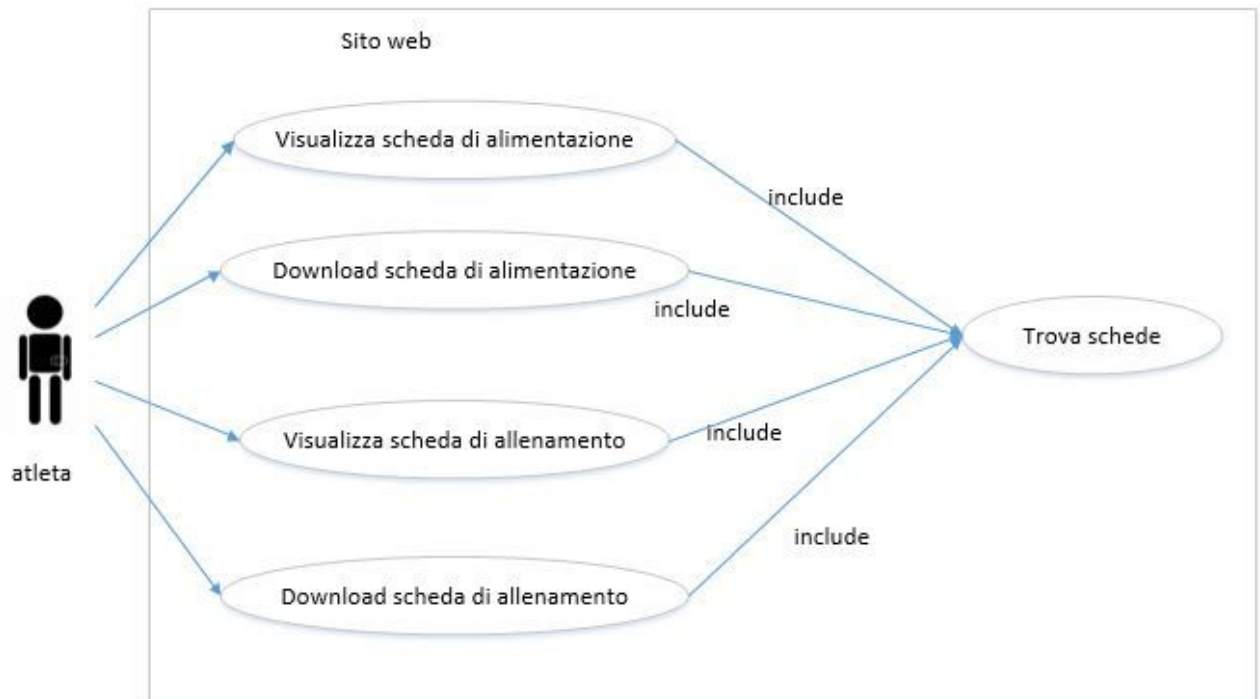 Sito web
Visualizza scheda di alimentazione
include
Download scheda di alimentazione
include
Trova schede
Visualizza scheda di allenamento
include
atleta
include
Download scheda di allenamento